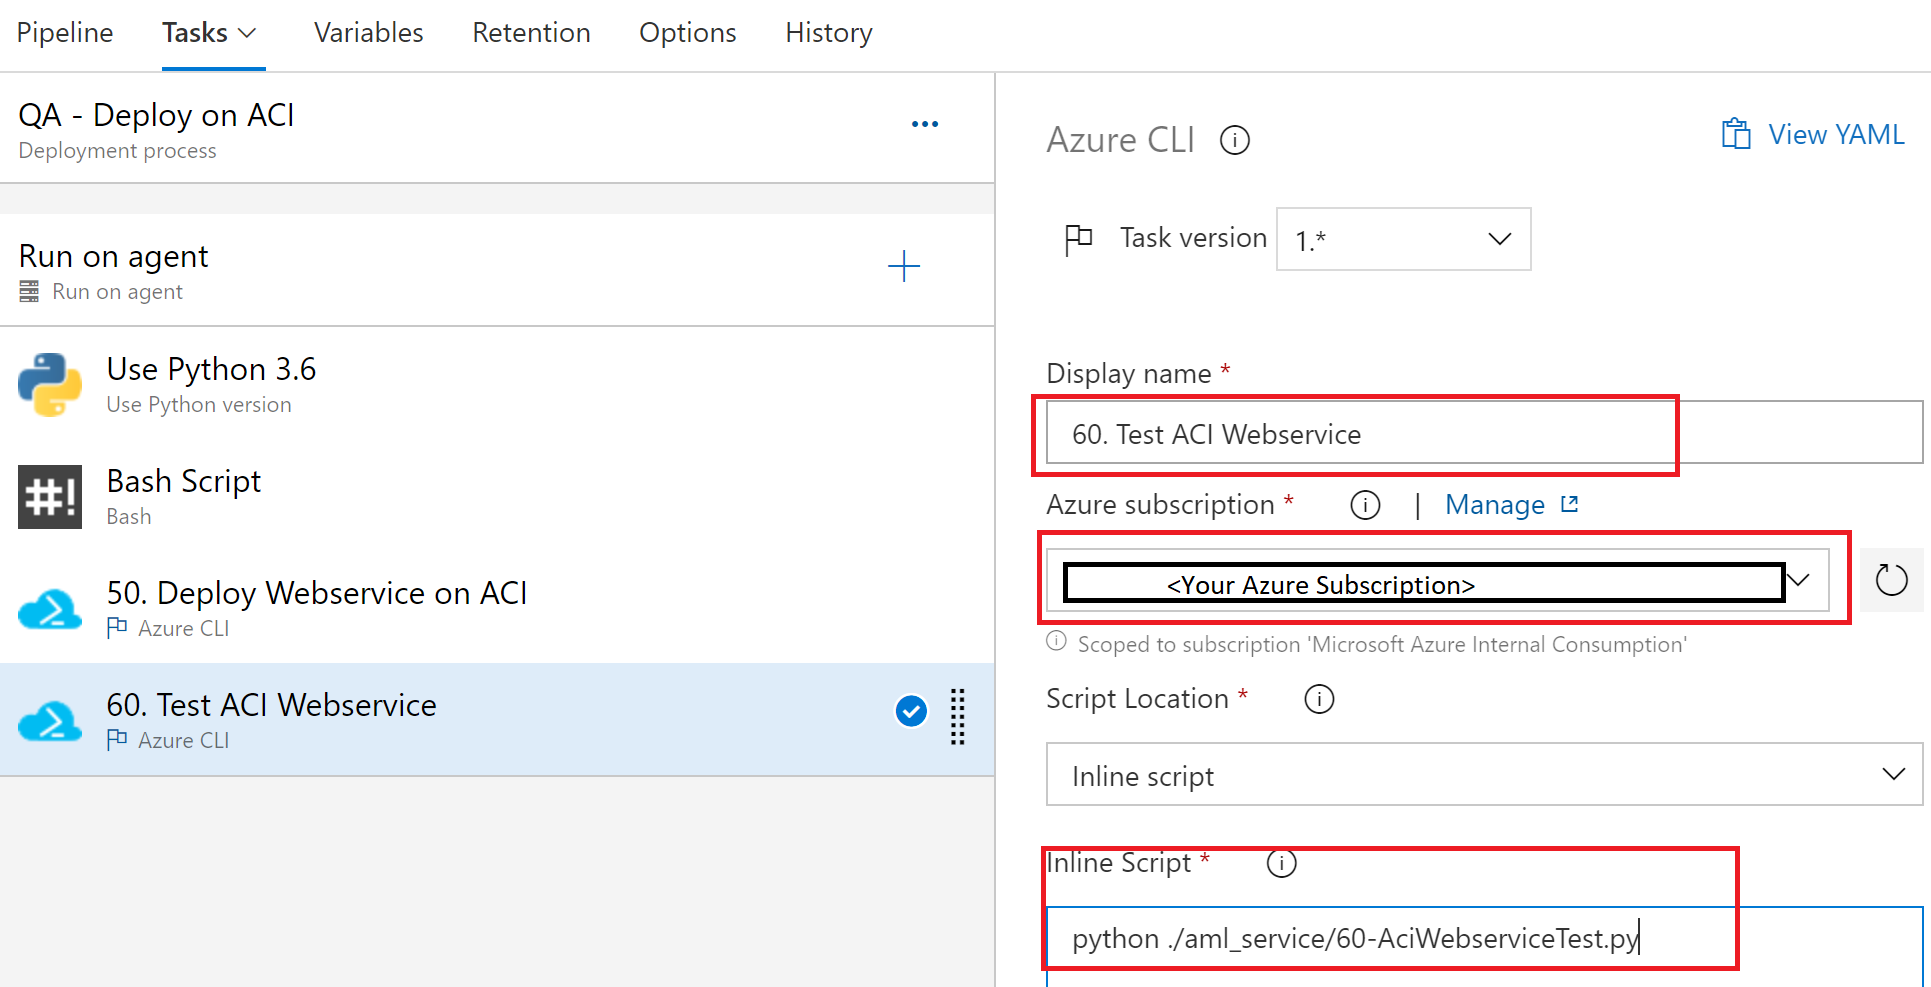 Pipeline Tasks Variables Retention Options History
QA - Deploy on ACI
Deployment process
Run on agent
Run on agent
Use Python 3.6
Use Python version
#!
Bash Script
Bash
50. Deploy Webservice on ACI
Azure CLI
60. Test ACI Webservice
Azure CLI
Azure CLI
View YAML
Task version 1.*
Display name *
60. Test ACI Webservice
Azure subscription * | Manage
<Your Azure Subscription>
Scoped to subscription 'Microsoft Azure Internal Consumption'
Script Location *
Inline script
Inline Script *
python ./aml_service/60-AciWebserviceTest.py